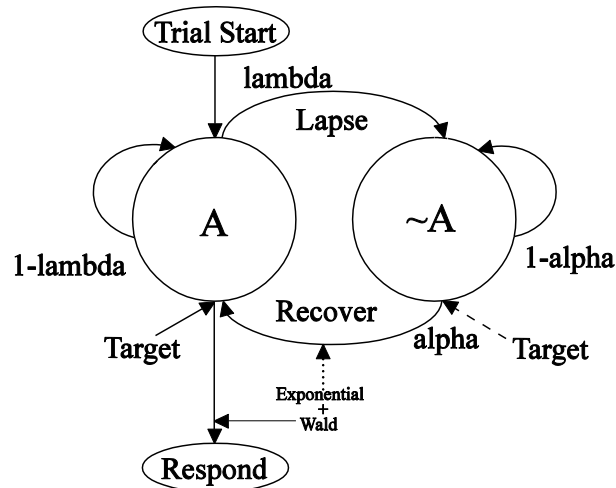 Trial Start
lambda
Lapse
A
~A
1-lambda
1-alpha
Recover
Target
alpha
Target
Exponential
+
Wald
Respond